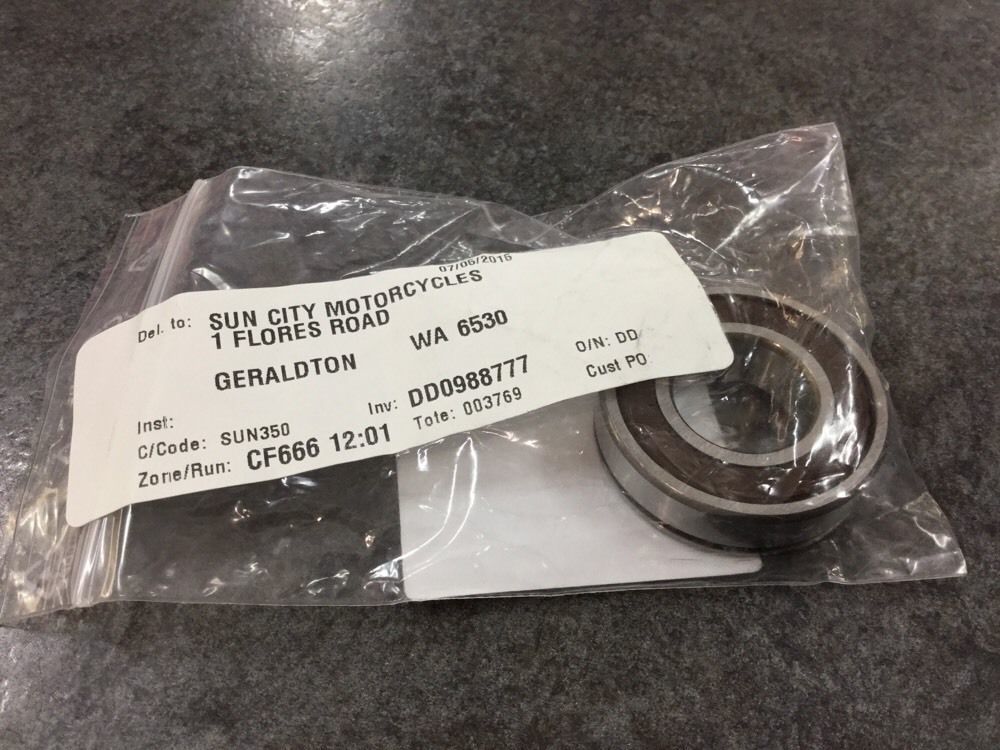 07/06/2016
Del. to: SUN CITY MOTORCYCLES
1 FLORES ROAD
GERALDTON WA 6530
Inst: Inv: DD0988777 O/N: DD
C/Code: SUN350 Tote: 003769 Cust PO:
Zone/Run: CF666 12:01